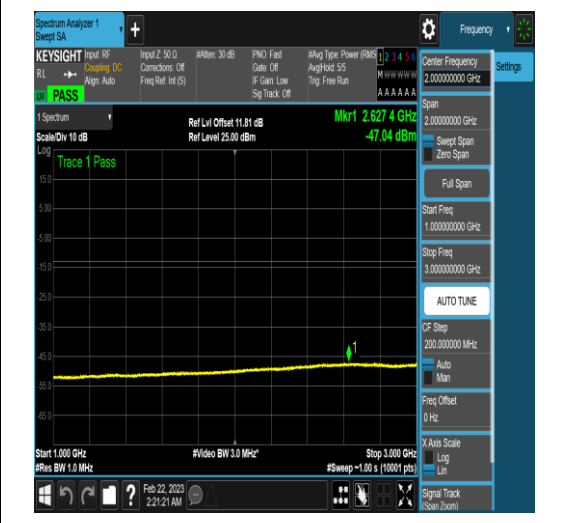 Spectrum Analyzer 1
Swept SA
Frequency
KEYSIGHT
RL
PASS
Input: RF
Coupling: DC
Align: Auto
Input Z: 50 Ω
Corrections: Off
Freq Ref: Int (S)
#Atten: 30 dB
PNO: Fast
Gate: Off
IF Gain: Low
Sig Track: Off
#Avg Type: Power (RMS
Avg|Hold: 5/5
Trig: Free Run
1 2 3 4 5 6
M W W W W W
A A A A A A
1 Spectrum
Scale/Div 10 dB
Ref Lvl Offset 11.81 dB
Ref Level 25.00 dBm
Mkr1 2.627 4 GHz
-47.04 dBm
Log
Trace 1 Pass
15.0
5.00
-5.00
-15.0
-25.0
-35.0
-45.0
-55.0
-65.0
1
Start 1.000 GHz
#Res BW 1.0 MHz
#Video BW 3.0 MHz*
Stop 3.000 GHz
#Sweep ~1.00 s (10001 pts)
Feb 22, 2023
2:21:21 AM
Center Frequency
2.000000000 GHz
Settings
Span
2.00000000 GHz
Swept Span
Zero Span
Full Span
Start Freq
1.000000000 GHz
Stop Freq
3.000000000 GHz
AUTO TUNE
CF Step
200.000000 MHz
Auto
Man
Freq Offset
0 Hz
X Axis Scale
Log
Lin
Signal Track
(Span Zoom)